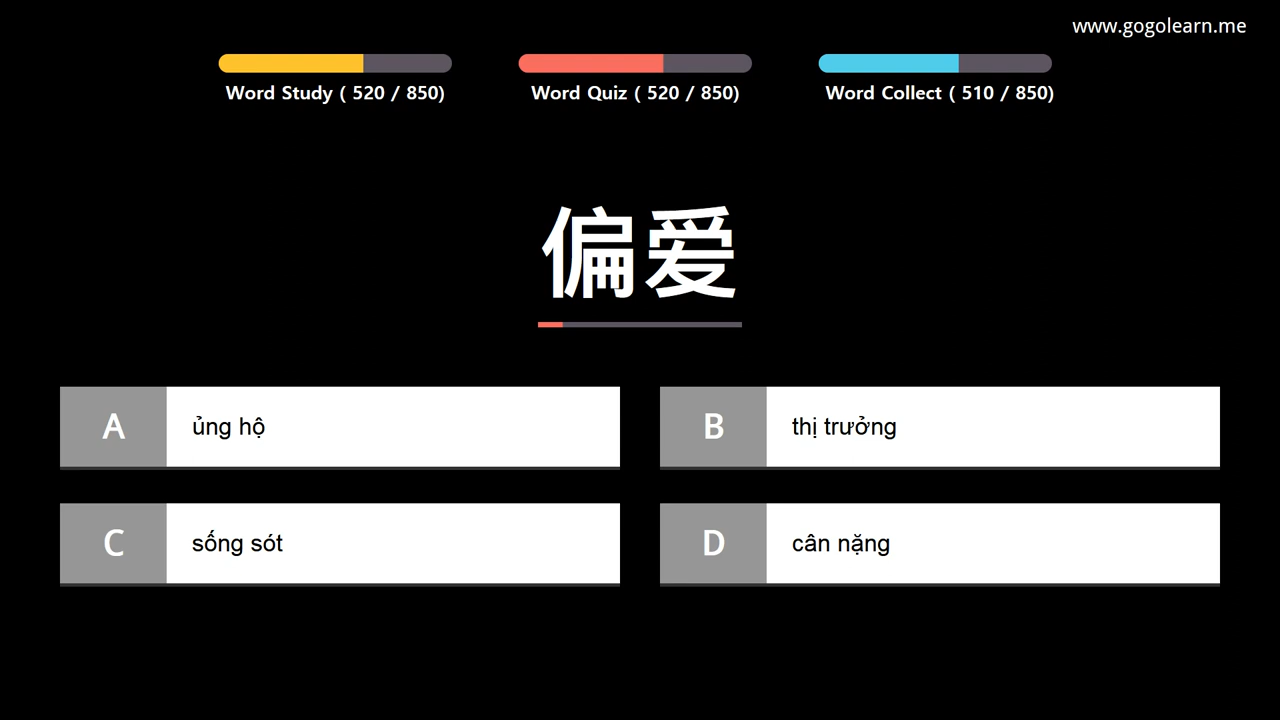 www.gogolearn.me
Word Study ( 520 / 850)
Word Quiz ( 520 / 850)
Word Collect ( 510 / 850)
偏爱
A ủng hộ
B thị trưởng
C sống sót
D cân nặng